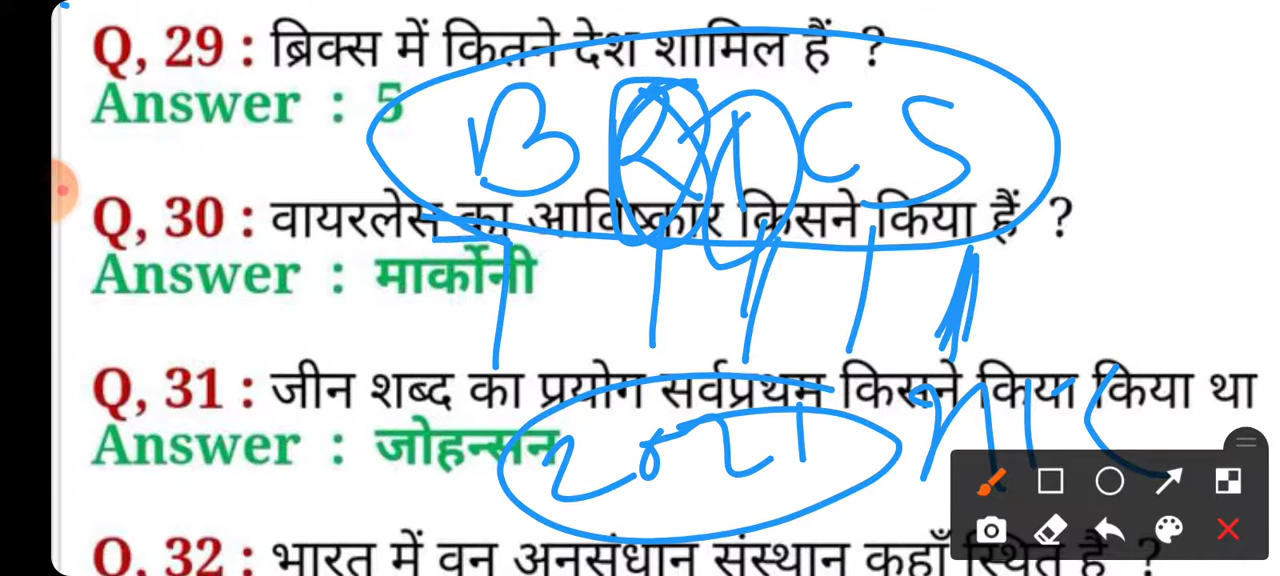 Q, 29 : ब्रिक्स में कितने देश शामिल हैं ?
Answer : 5
BRICS
Q, 30 : वायरलेस का आविष्कार किसने किया हैं ?
Answer : मार्कोनी
Q, 31 : जीन शब्द का प्रयोग सर्वप्रथम किसने किया किया था
Answer : जोहन्सन
2021
Q, 32 : भारत में वन अनुसंधान संस्थान कहाँ स्थित है ?